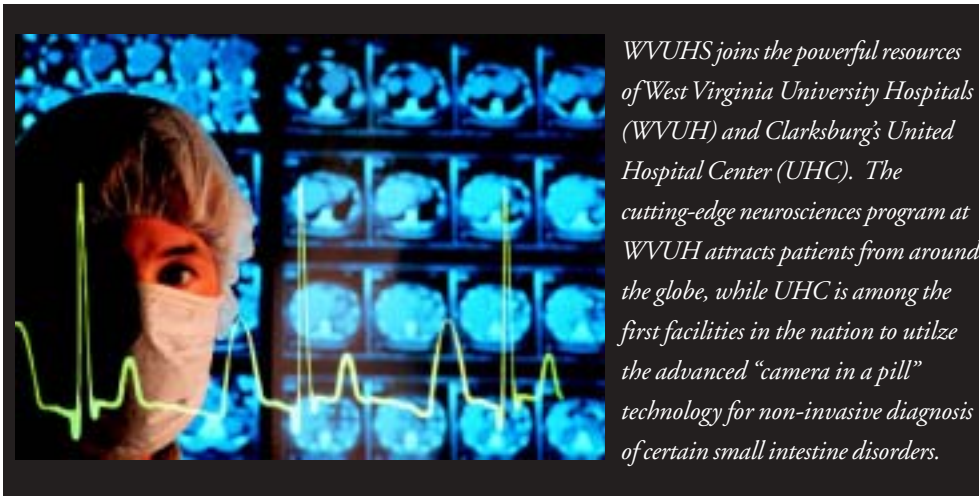 WVUHS joins the powerful resources
of West Virginia University Hospitals
(WVUH) and Clarksburg’s United
Hospital Center (UHC).  The
cutting-edge neurosciences program at
WVUH attracts patients from around
the globe, while UHC is among the
first facilities in the nation to utilze
the advanced “camera in a pill”
technology for non-invasive diagnosis
of certain small intestine disorders.